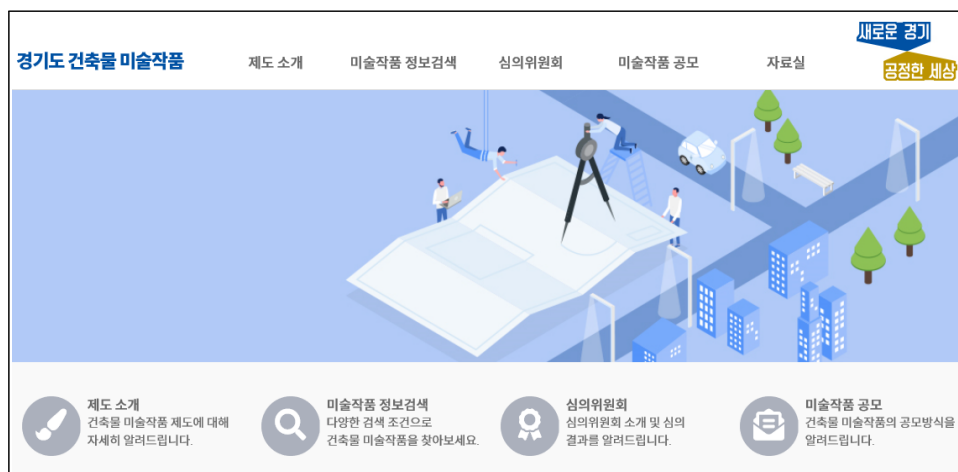 새로운 경기
공정한 세상
경기도 건축물 미술작품
제도 소개
미술작품 정보검색
심의위원회
미술작품 공모
자료실
제도 소개
건축물 미술작품 제도에 대해
자세히 알려드립니다.
미술작품 정보검색
다양한 검색 조건으로
건축물 미술작품을 찾아보세요.
심의위원회
심의위원회 소개 및 심의
결과를 알려드립니다.
미술작품 공모
건축물 미술작품의 공모방식을
알려드립니다.